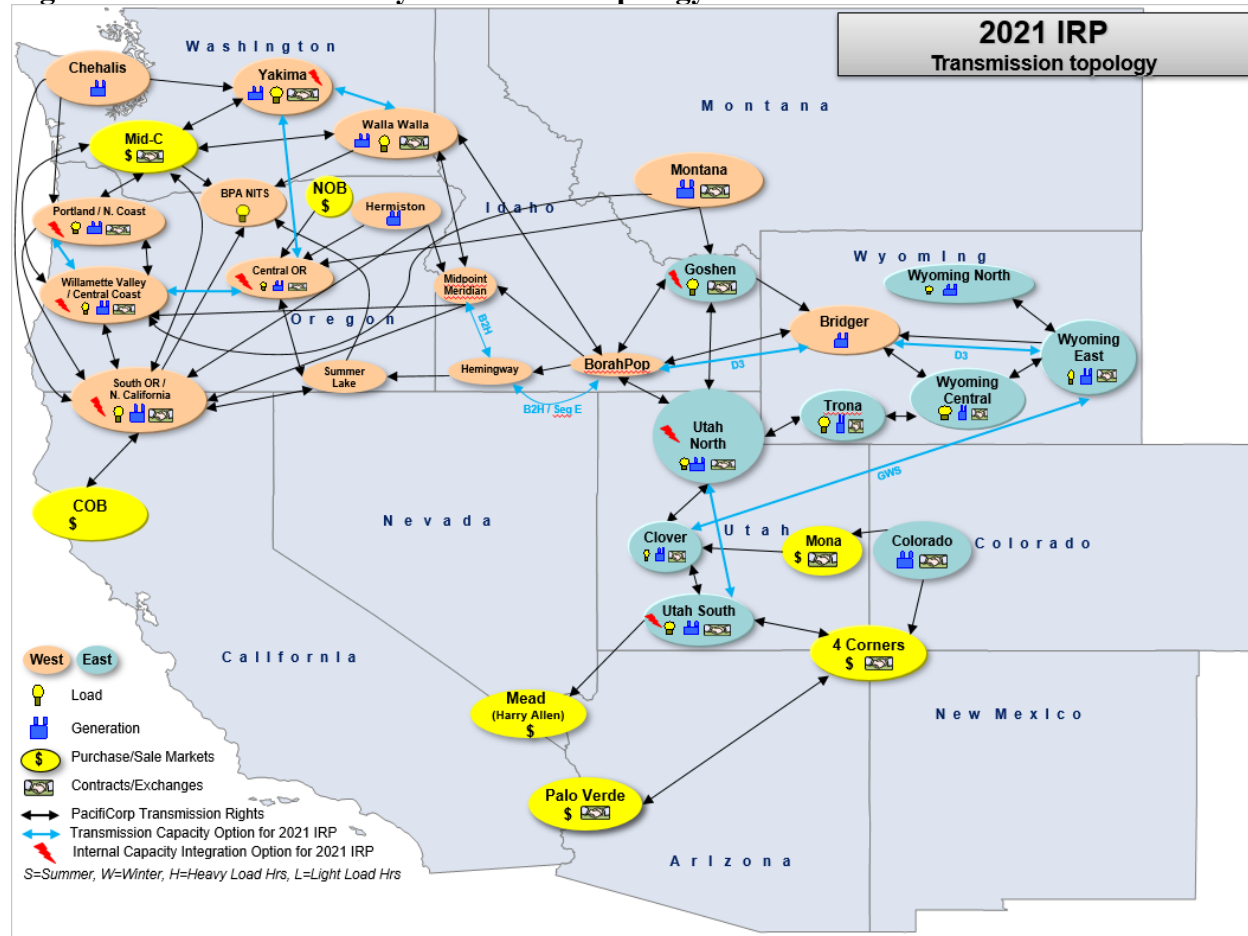 2021 IRP
Transmission topology
Washington
Montana
Idaho
Oregon
Wyoming
Nevada
Utah
Colorado
California
New Mexico
Arizona
Chehalis
Yakima
Walla Walla
Mid-C
$
BPA NITS
NOB
$
Hermiston
Portland / N. Coast
Willamette Valley
/ Central Coast
Central OR
Midpoint
Meridian
Montana
Goshen
Wyoming North
Bridger
Wyoming
East
Wyoming
Central
Trona
South OR /
N. California
Summer
Lake
Hemingway
BorahPop
B2H
B2H / Seg E
D3
D3
GWS
Utah
North
COB
$
Clover
Mona
$
Colorado
Utah South
4 Corners
$
Mead
(Harry Allen)
$
Palo Verde
$
West
East
Load
Generation
$
Purchase/Sale Markets
Contracts/Exchanges
PacifiCorp Transmission Rights
Transmission Capacity Option for 2021 IRP
Internal Capacity Integration Option for 2021 IRP
S=Summer, W=Winter, H=Heavy Load Hrs, L=Light Load Hrs